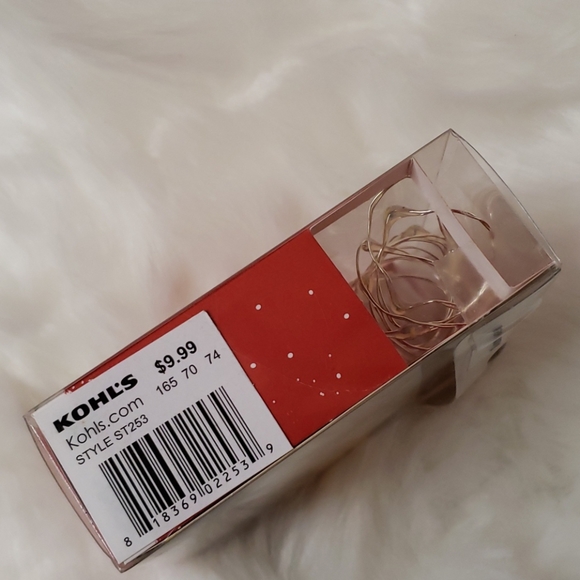 KOHL'S $9.99
Kohls.com 165 70 74
STYLE ST253
8 18369 02253 9